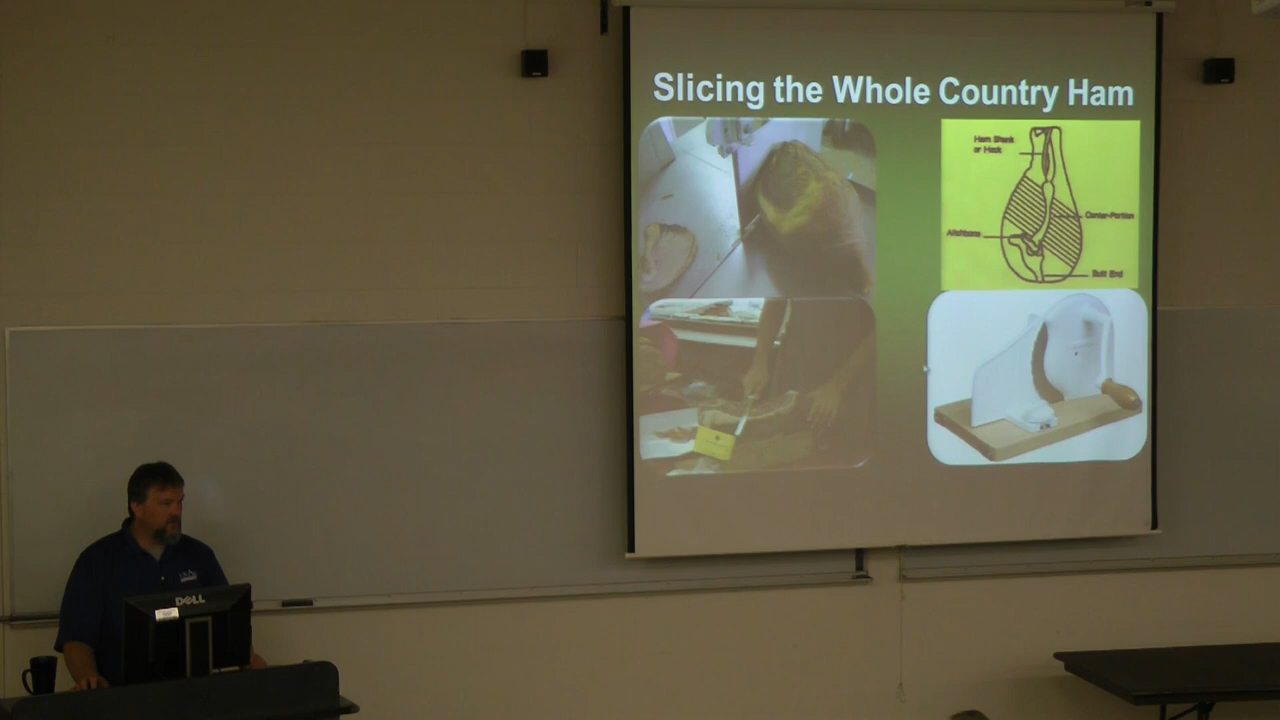 Slicing the Whole Country Ham
Ham Shank
or Hock
Center-Portion
Aitchbone
Butt End
DELL